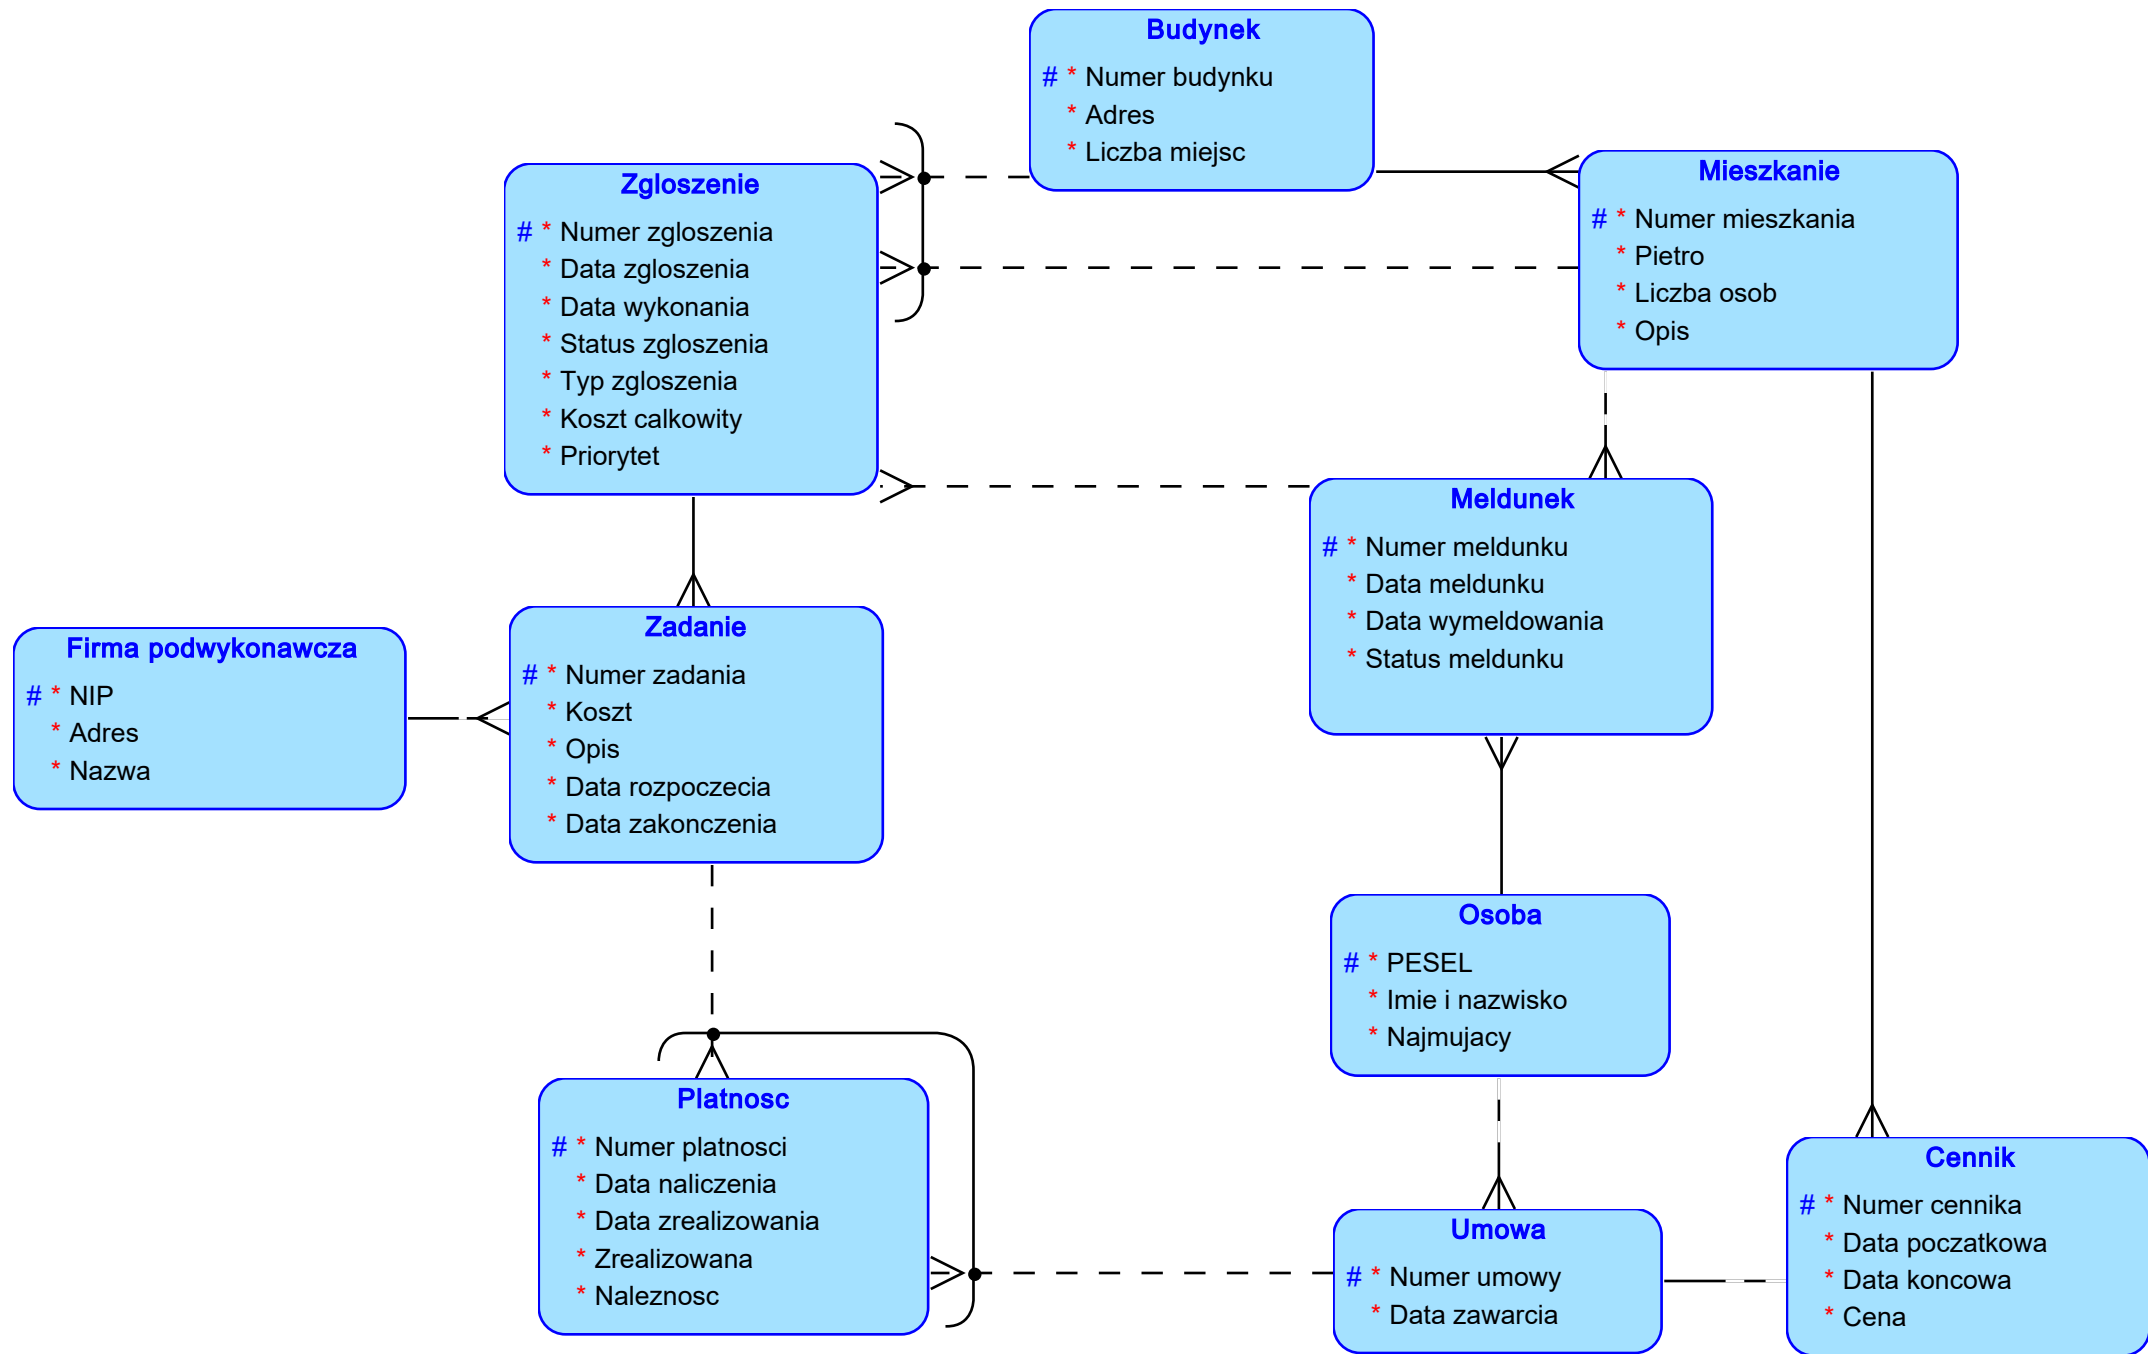 Budynek
# * Numer budynku
* Adres
* Liczba miejsc
Zgloszenie
# * Numer zgloszenia
* Data zgloszenia
* Data wykonania
* Status zgloszenia
* Typ zgloszenia
* Koszt calkowity
* Priorytet
Mieszkanie
# * Numer mieszkania
* Pietro
* Liczba osob
* Opis
Meldunek
# * Numer meldunku
* Data meldunku
* Data wymeldowania
* Status meldunku
Firma podwykonawcza
# * NIP
* Adres
* Nazwa
Zadanie
# * Numer zadania
* Koszt
* Opis
* Data rozpoczecia
* Data zakonczenia
Osoba
# * PESEL
* Imie i nazwisko
* Najmujacy
Platnosc
# * Numer platnosci
* Data naliczenia
* Data zrealizowania
* Zrealizowana
* Naleznosc
Umowa
# * Numer umowy
* Data zawarcia
Cennik
# * Numer cennika
* Data poczatkowa
* Data koncowa
* Cena